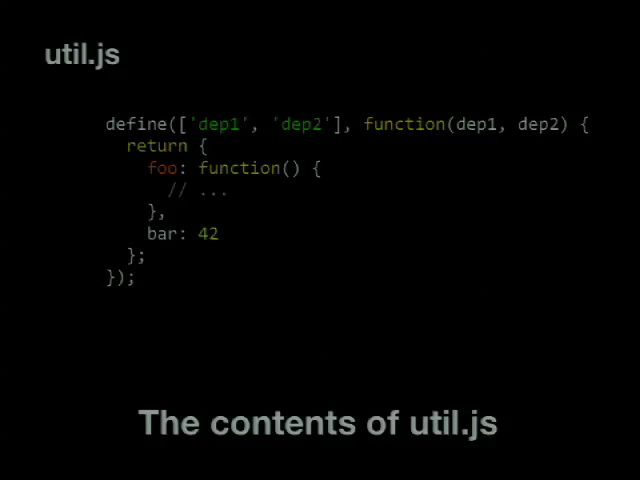 util.js
define(['dep1', 'dep2'], function(dep1, dep2) {
return {
foo: function() {
// ...
},
bar: 42
};
});
The contents of util.js